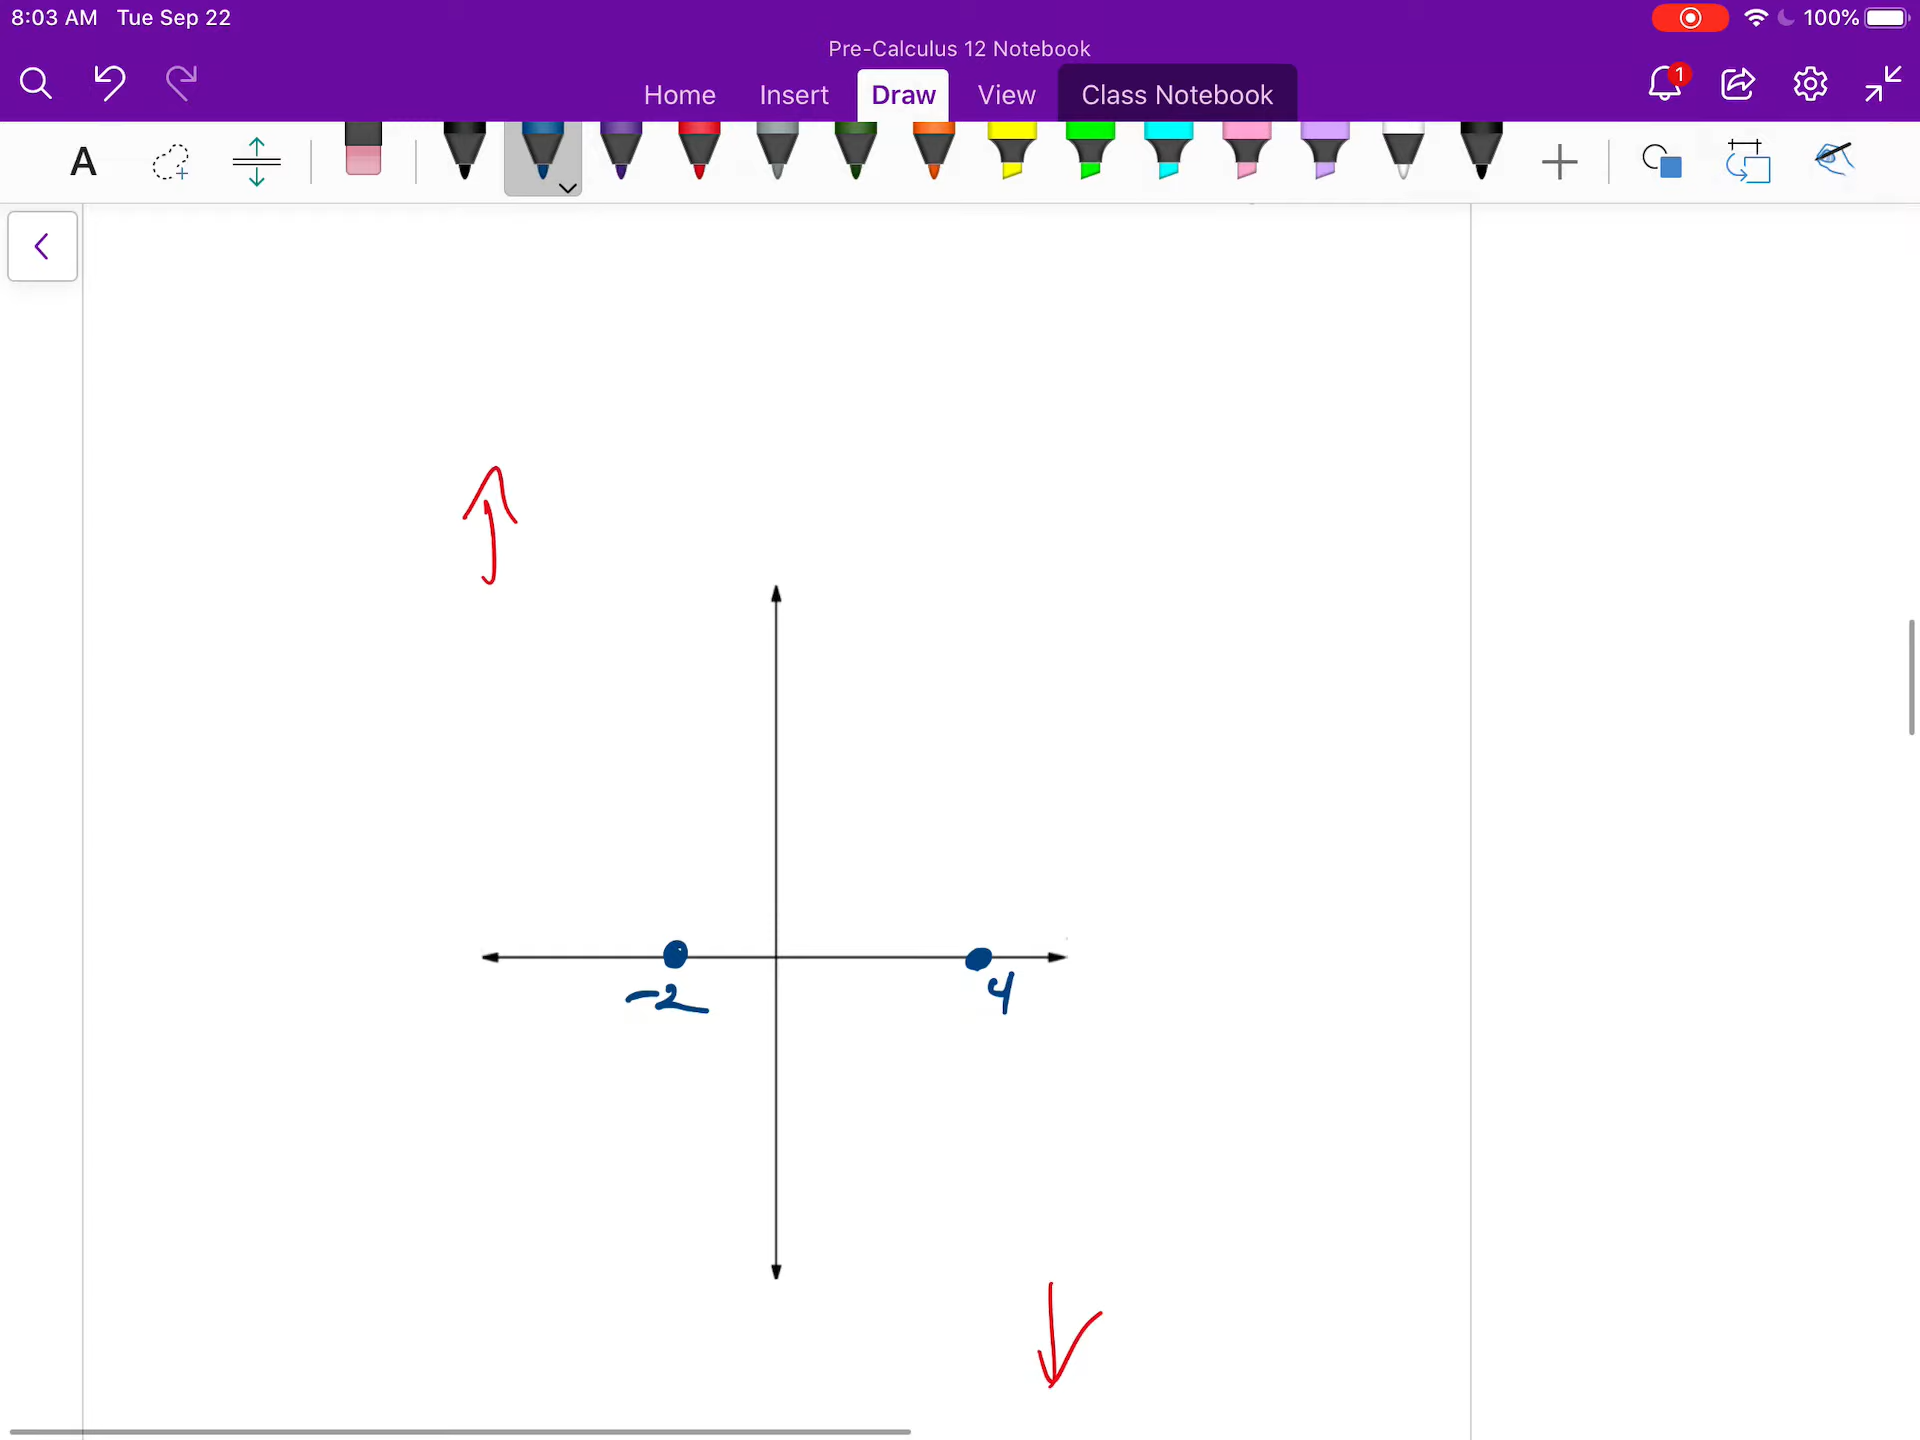 8:03 AM Tue Sep 22
100%
Pre-Calculus 12 Notebook
Home Insert Draw View Class Notebook
1
A
-2
4